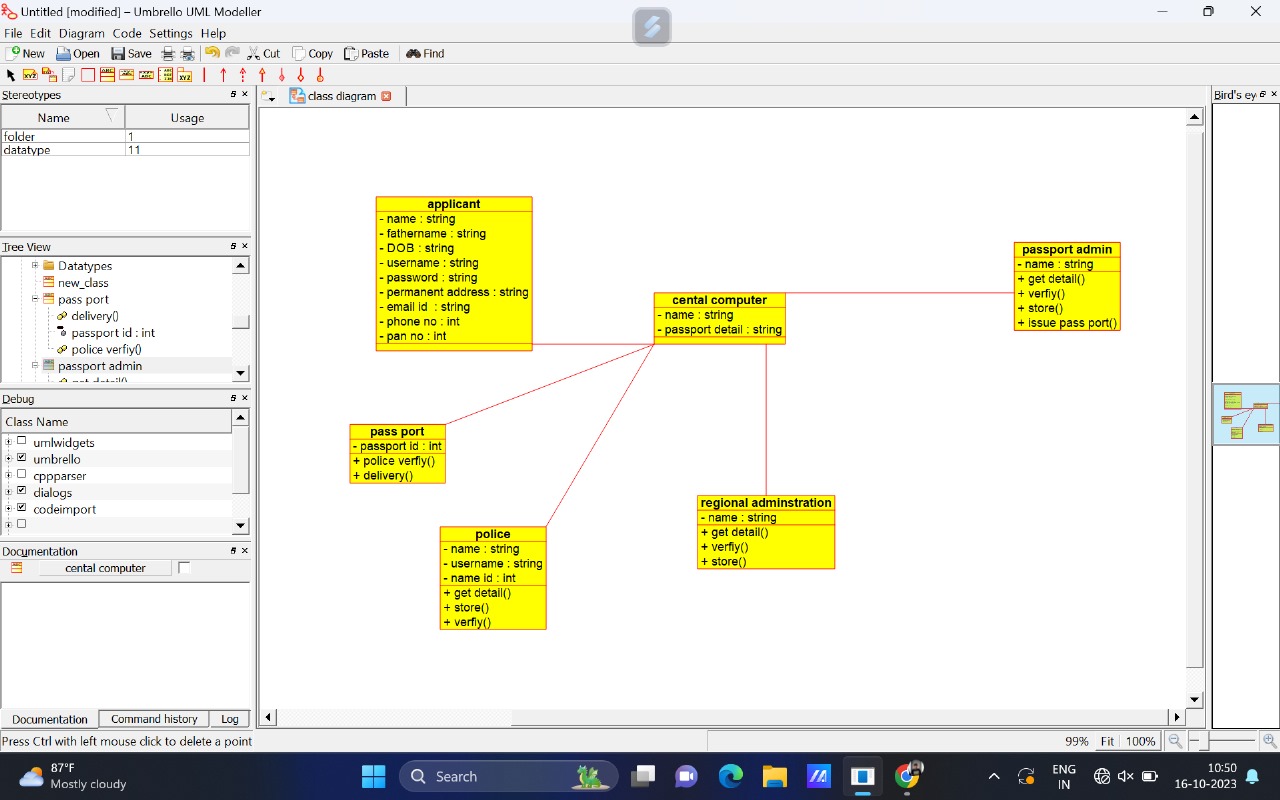 Untitled [modified] – Umbrello UML Modeller
File Edit Diagram Code Settings Help
New Open Save Cut Copy Paste Find
Stereotypes
Name Usage
folder 1
datatype 11
Tree View
Datatypes
new_class
pass port
delivery()
passport id : int
police verfiy()
passport admin
get detail()
Debug
Class Name
umlwidgets
umbrello
cppparser
dialogs
codeimport
Documentation
cental computer
Documentation Command history Log
Press Ctrl with left mouse click to delete a point
class diagram
applicant
- name : string
- fathername : string
- DOB : string
- username : string
- password : string
- permanent address : string
- email id : string
- phone no : int
- pan no : int
cental computer
- name : string
- passport detail : string
passport admin
- name : string
+ get detail()
+ verfiy()
+ store()
+ issue pass port()
pass port
- passport id : int
+ police verfiy()
+ delivery()
police
- name : string
- username : string
- name id : int
+ get detail()
+ store()
+ verfiy()
regional adminstration
- name : string
+ get detail()
+ verfiy()
+ store()
Bird's ey
99% Fit 100%
87°F
Mostly cloudy
Search
ENG
IN
10:50
16-10-2023